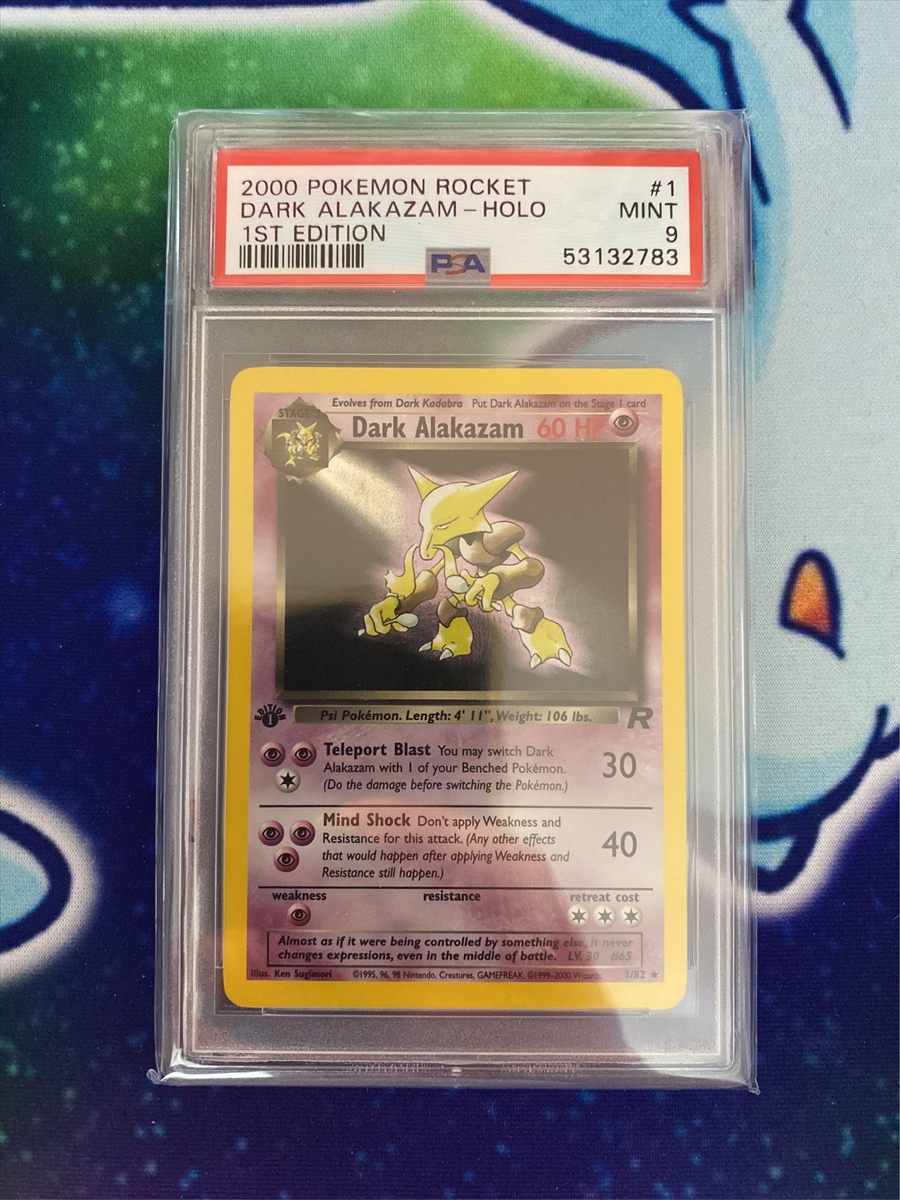 2000 POKEMON ROCKET #1
DARK ALAKAZAM - HOLO MINT
1ST EDITION 9
PSA 53132783
Evolves from Dark Kadabra Put Dark Alakazam on the Stage 1 card
STAGE 2
Dark Alakazam 60 HP
EDITION 1
Psi Pokémon. Length: 4' 11", Weight: 106 lbs. R
Teleport Blast You may switch Dark
Alakazam with 1 of your Benched Pokémon. 30
(Do the damage before switching the Pokémon.)
Mind Shock Don't apply Weakness and
Resistance for this attack. (Any other effects 40
that would happen after applying Weakness and
Resistance still happen.)
weakness resistance retreat cost
Almost as if it were being controlled by something else, it never
changes expressions, even in the middle of battle. LV. 30 #65
Illus. Ken Sugimori ©1995, 96, 98 Nintendo, Creatures, GAMEFREAK. ©1999-2000 Wizards 1/82 ★